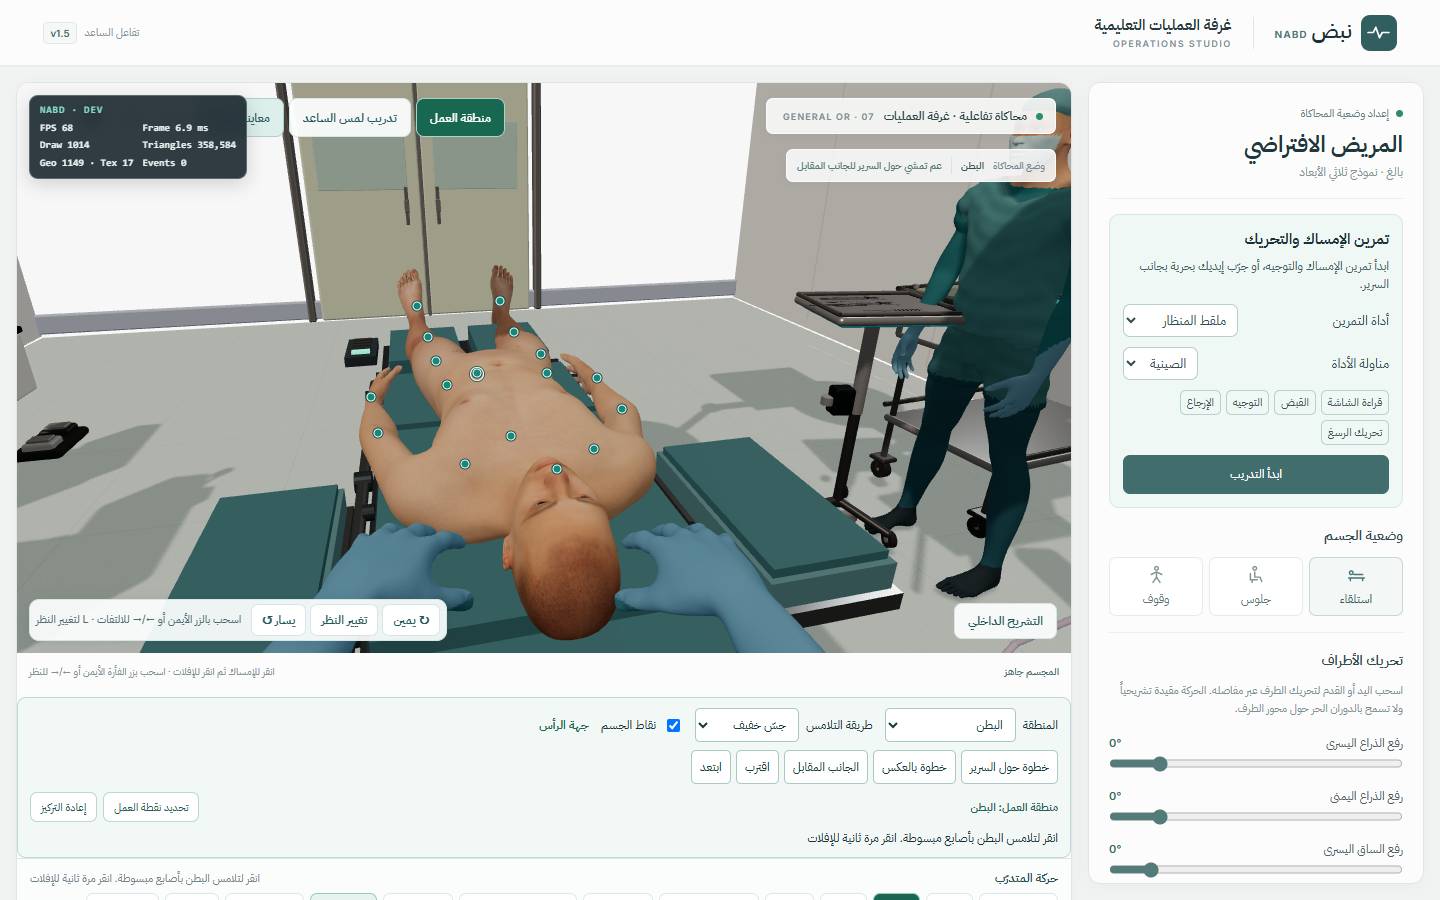 نبض NABD
غرفة العمليات التعليمية
OPERATIONS STUDIO
تفاعل الساعد v1.5
إعداد وضعية المحاكاة
المريض الافتراضي
بالغ · نموذج ثلاثي الأبعاد
تمرين الإمساك والتحريك
ابدأ تمرين الإمساك والتوجيه، أو جرّب إيديك بحرية بجانب
السرير.
أداة التمرين ملقط المنظار
مناولة الأداة الصينية
قراءة الشاشة القبض التوجيه الإرجاع
تحريك الرسغ
ابدأ التدريب
وضعية الجسم
استلقاء جلوس وقوف
تحريك الأطراف
اسحب اليد أو القدم لتحريك الطرف عبر مفاصله. الحركة مقيدة تشريحياً
ولا تسمح بالدوران الحر حول محور الطرف.
رفع الذراع اليسرى 0°
رفع الذراع اليمنى 0°
رفع الساق اليسرى 0°
محاكاة تفاعلية · غرفة العمليات GENERAL OR · 07
وضع المحاكاة البطن عم تمشي حول السرير للجانب المقابل
منطقة العمل تدريب لمس الساعد
NABD · DEV
FPS 68 Frame 6.9 ms
Draw 1014 Triangles 358,584
Geo 1149 · Tex 17 Events 0
التشريح الداخلي
↻ يمين تغيير النظر يسار ↺ اسحب بالزر الأيمن أو ←/→ للالتفات · L لتغيير النظر
المجسم جاهز
انقر للإمساك ثم انقر للإفلات · اسحب بزر الفأرة الأيمن أو ←/→ للنظر
المنطقة البطن طريقة التلامس جسّ خفيف نقاط الجسم جهة الرأس
خطوة حول السرير خطوة بالعكس الجانب المقابل اقترب ابتعد
منطقة العمل: البطن تحديد نقطة العمل إعادة التركيز
انقر لتلامس البطن بأصابع مبسوطة. انقر مرة ثانية للإفلات
حركة المتدرّب انقر لتلامس البطن بأصابع مبسوطة. انقر مرة ثانية للإفلات